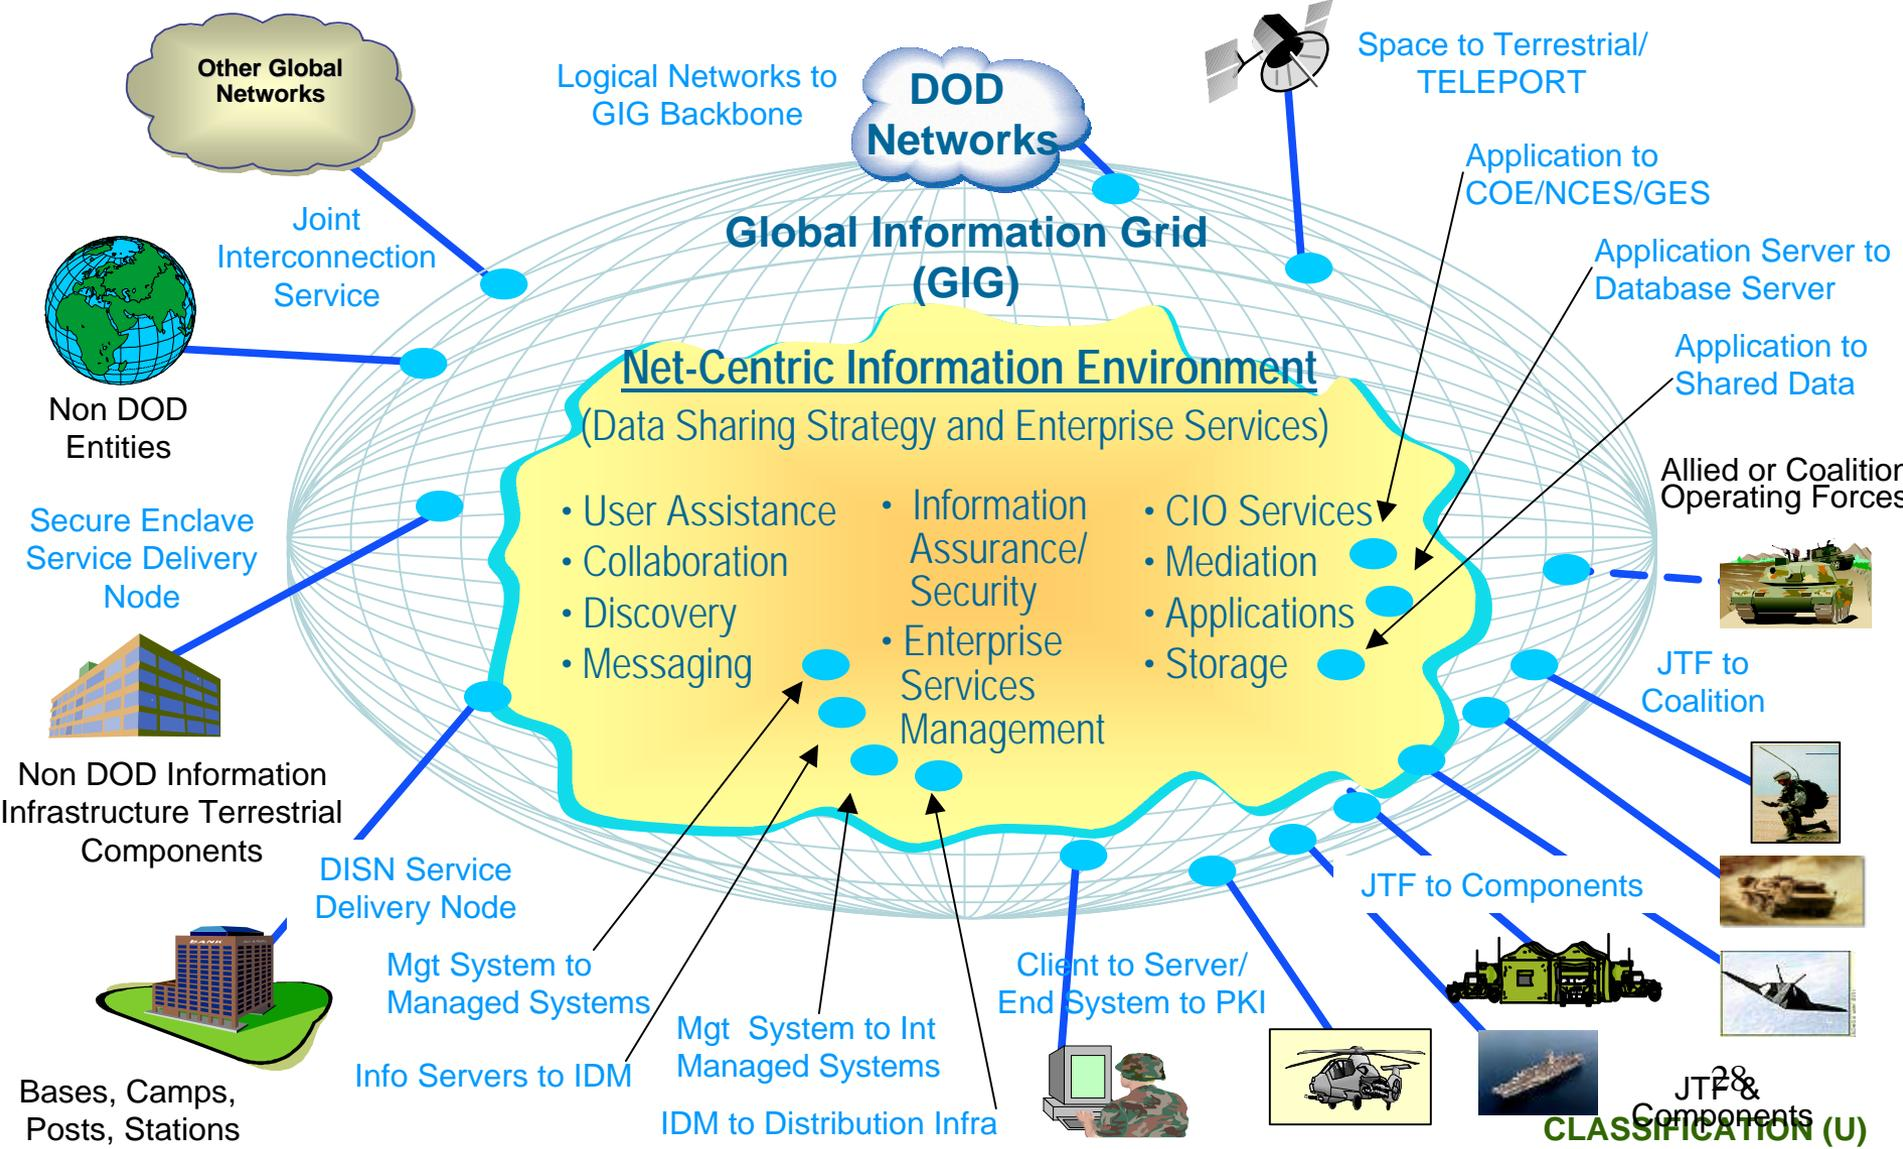 Other Global
Networks
Logical Networks to
GIG Backbone
DOD
Networks
Space to Terrestrial/
TELEPORT
Application to
COE/NCES/GES
Joint
Interconnection
Service
Global Information Grid
(GIG)
Application Server to
Database Server
Application to
Shared Data
Non DOD
Entities
Net-Centric Information Environment
(Data Sharing Strategy and Enterprise Services)
Allied or Coalition
Operating Forces
Secure Enclave
Service Delivery
Node
• User Assistance
• Collaboration
• Discovery
• Messaging
• Information
Assurance/
Security
• Enterprise
Services
Management
• CIO Services
• Mediation
• Applications
• Storage
JTF to
Coalition
Non DOD Information
Infrastructure Terrestrial
Components
DISN Service
Delivery Node
JTF to Components
BANK
Mgt System to
Managed Systems
Client to Server/
End System to PKI
Mgt  System to Int
Managed Systems
Info Servers to IDM
IDM to Distribution Infra
Bases, Camps,
Posts, Stations
JTF &
Components
28
CLASSIFICATION (U)